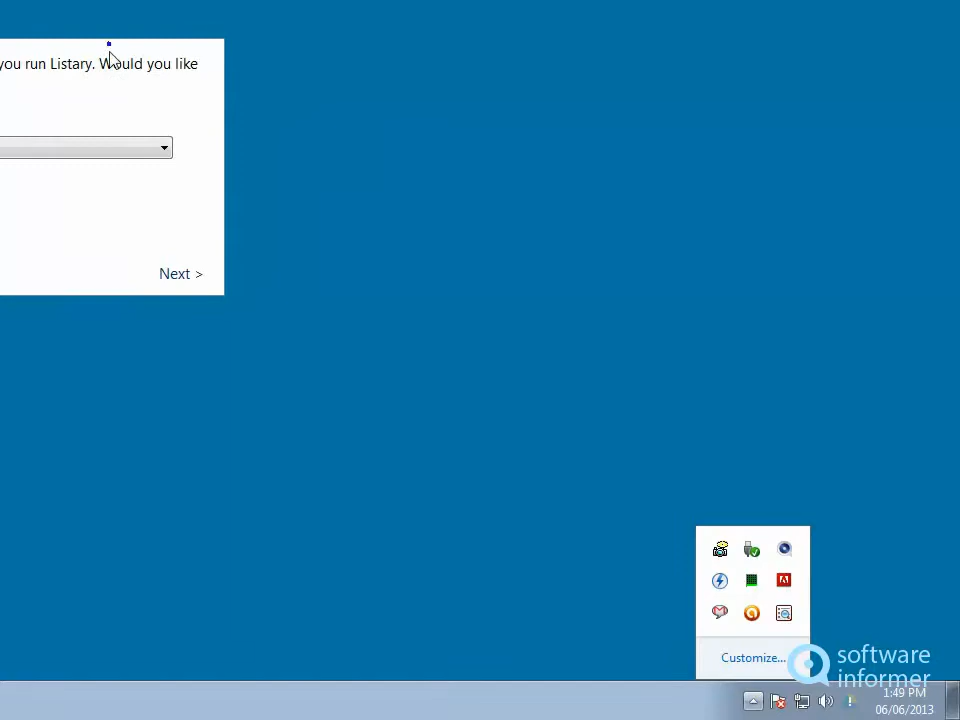 you run Listary. Would you like
Next >
Customize...
software
informer
1:49 PM
06/06/2013